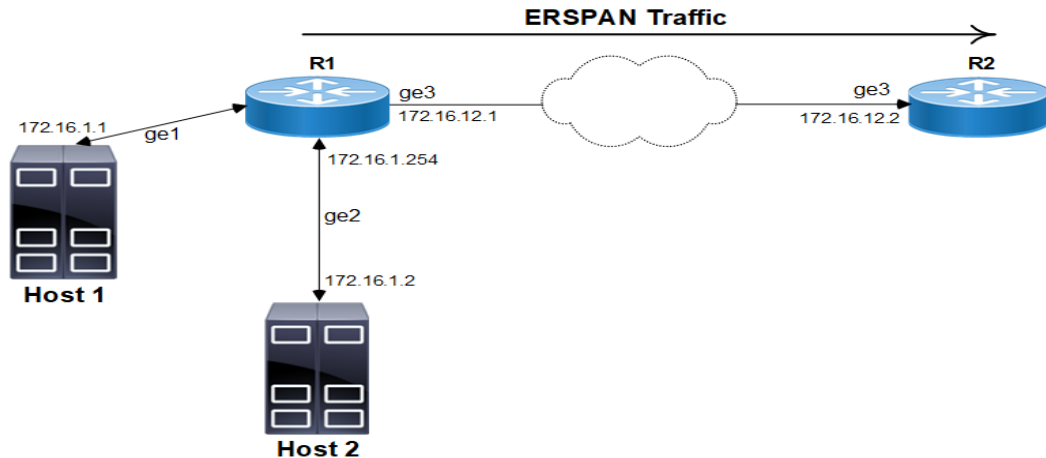 ERSPAN Traffic
R1
R2
ge3
ge3
172.16.12.1
172.16.12.2
172.16.1.1
ge1
172.16.1.254
ge2
172.16.1.2
Host 1
Host 2